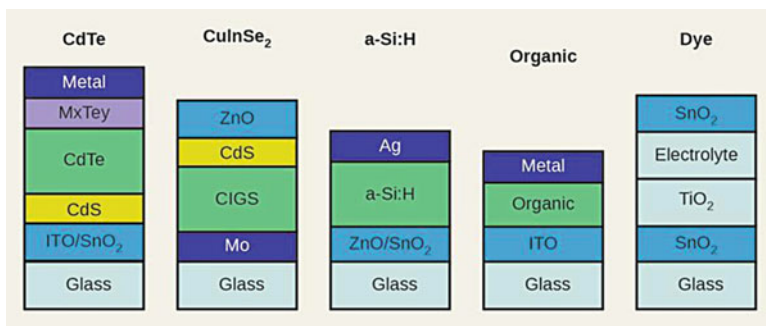 CdTe
Metal
MxTey
CdTe
CdS
ITO/SnO₂
Glass
CuInSe₂
ZnO
CdS
CIGS
Mo
Glass
a-Si:H
Ag
a-Si:H
ZnO/SnO₂
Glass
Organic
Metal
Organic
ITO
Glass
Dye
SnO₂
Electrolyte
TiO₂
SnO₂
Glass